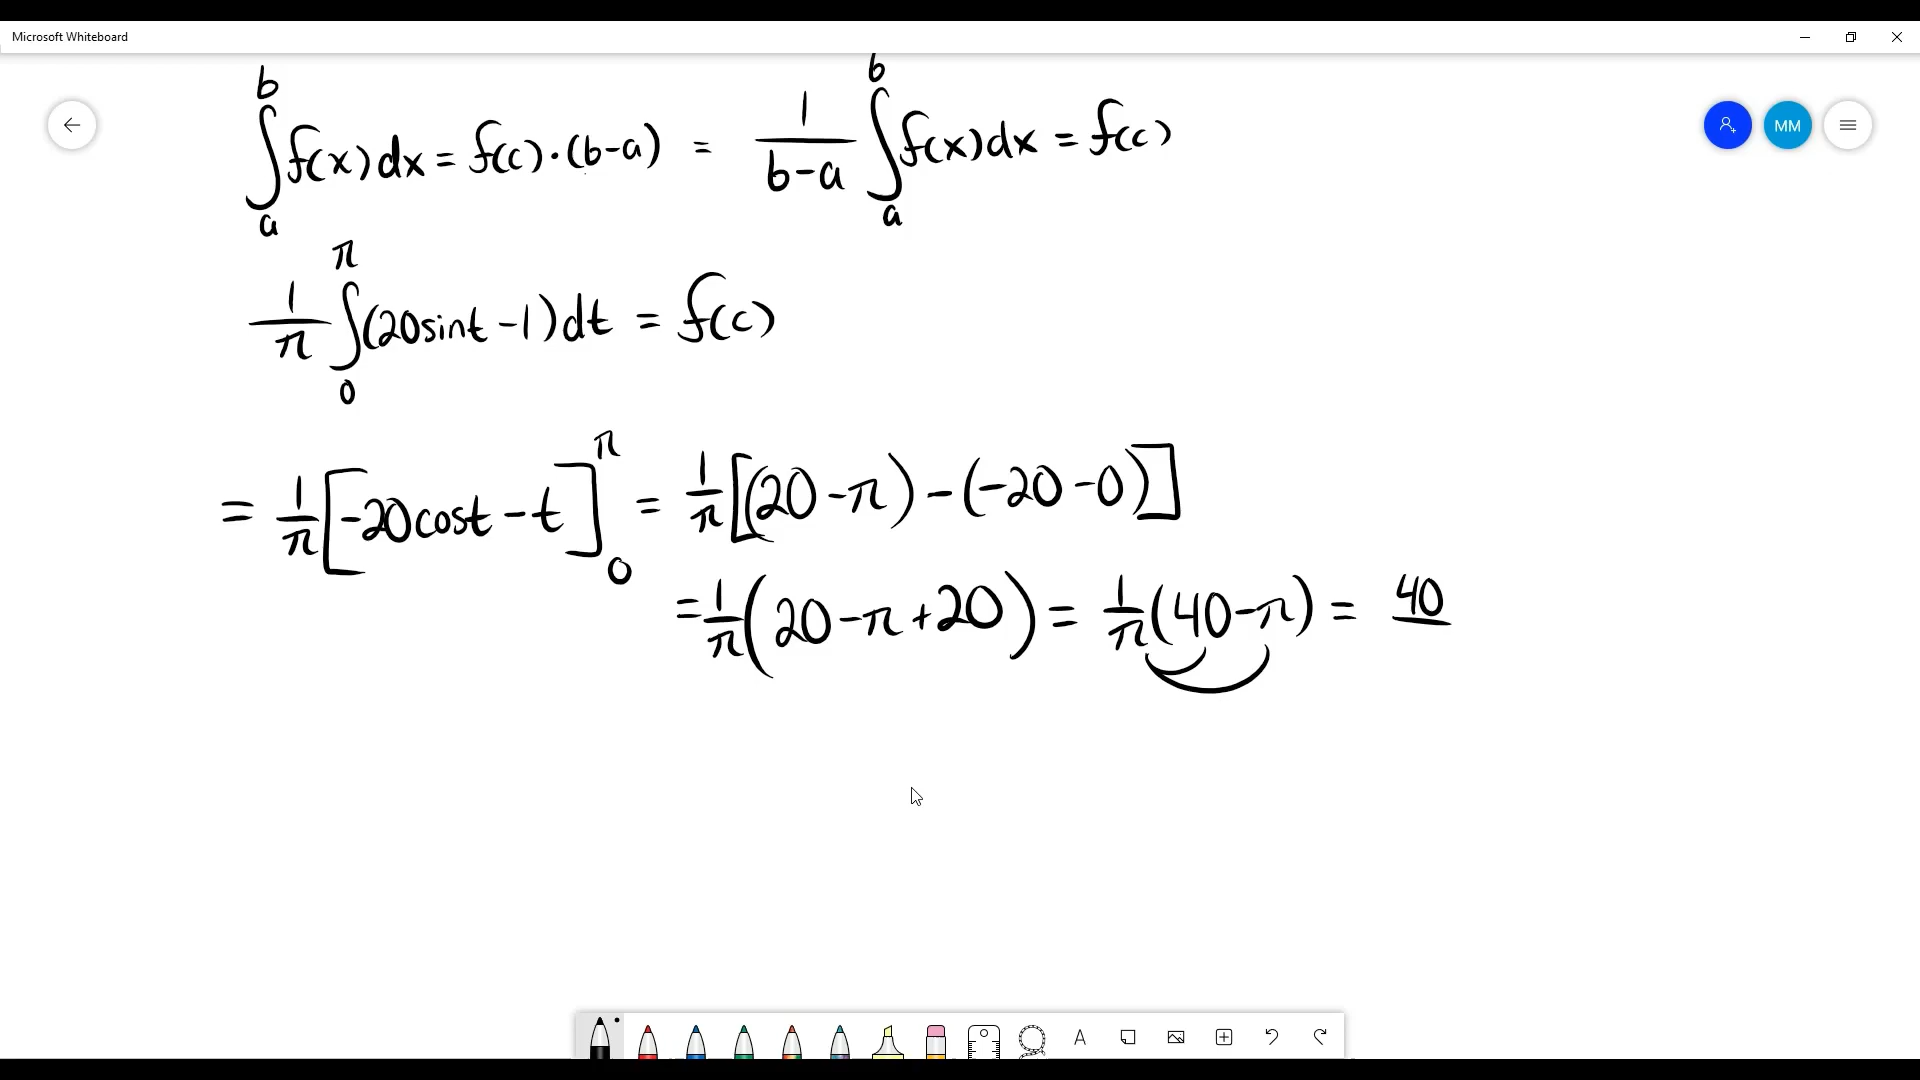 Microsoft Whiteboard
∫_a^b f(x)dx = f(c)·(b-a) = 1/(b-a) ∫_a^b f(x)dx = f(c)
MM
1/π ∫_0^π (20sint-1)dt = f(c)
= 1/π [-20cost-t]_0^π = 1/π [(20-π)-(-20-0)]
= 1/π (20-π+20) = 1/π (40-π) = 40
A